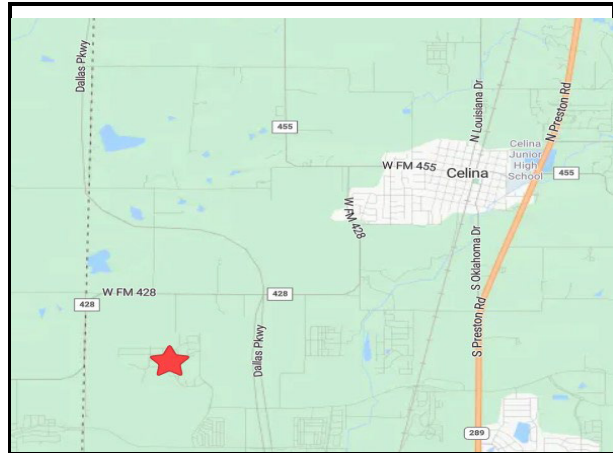 Dallas Pkwy
455
N Louisiana Dr
N Preston Rd
Celina
Junior
High
School
W FM 455
Celina
455
W FM 428
S Oklahoma Dr
W FM 428
428
428
S Preston Rd
Dallas Pkwy
289